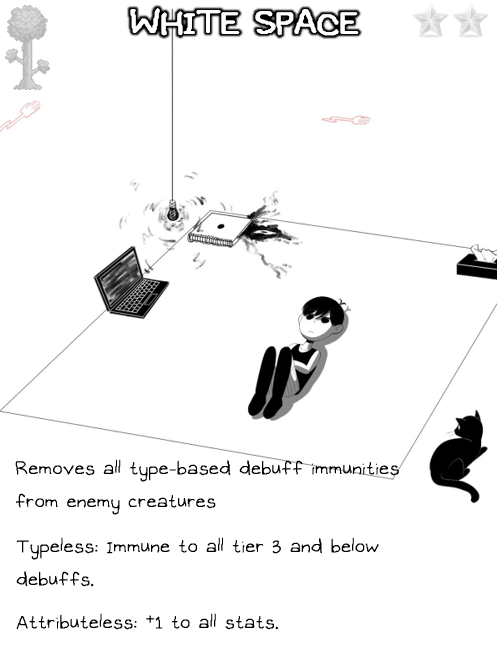 WHITE SPACE
Removes all type-based debuff immunities
from enemy creatures
Typeless: Immune to all tier 3 and below
debuffs.
Attributeless: +1 to all stats.